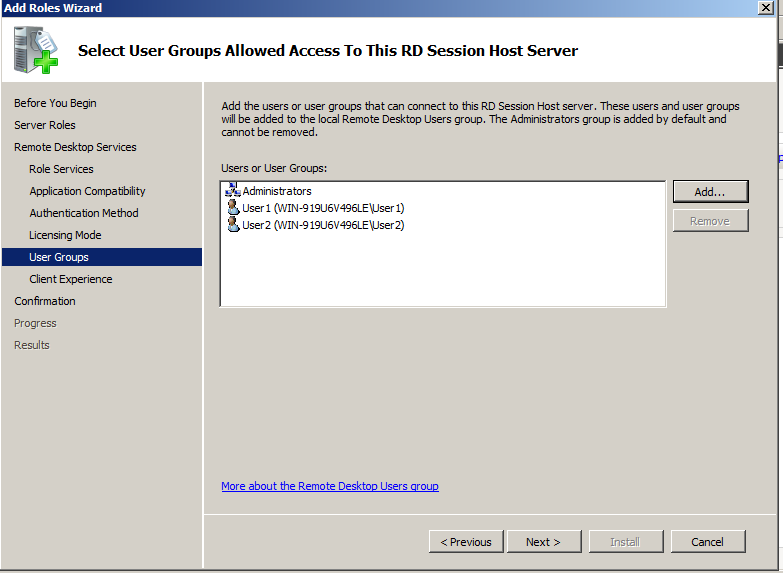 Add Roles Wizard
Select User Groups Allowed Access To This RD Session Host Server
Before You Begin
Server Roles
Remote Desktop Services
Role Services
Application Compatibility
Authentication Method
Licensing Mode
User Groups
Client Experience
Confirmation
Progress
Results
Add the users or user groups that can connect to this RD Session Host server. These users and user groups
will be added to the local Remote Desktop Users group. The Administrators group is added by default and
cannot be removed.
Users or User Groups:
Administrators
User1 (WIN-919U6V496LE\User1)
User2 (WIN-919U6V496LE\User2)
Add...
Remove
More about the Remote Desktop Users group
< Previous
Next >
Install
Cancel